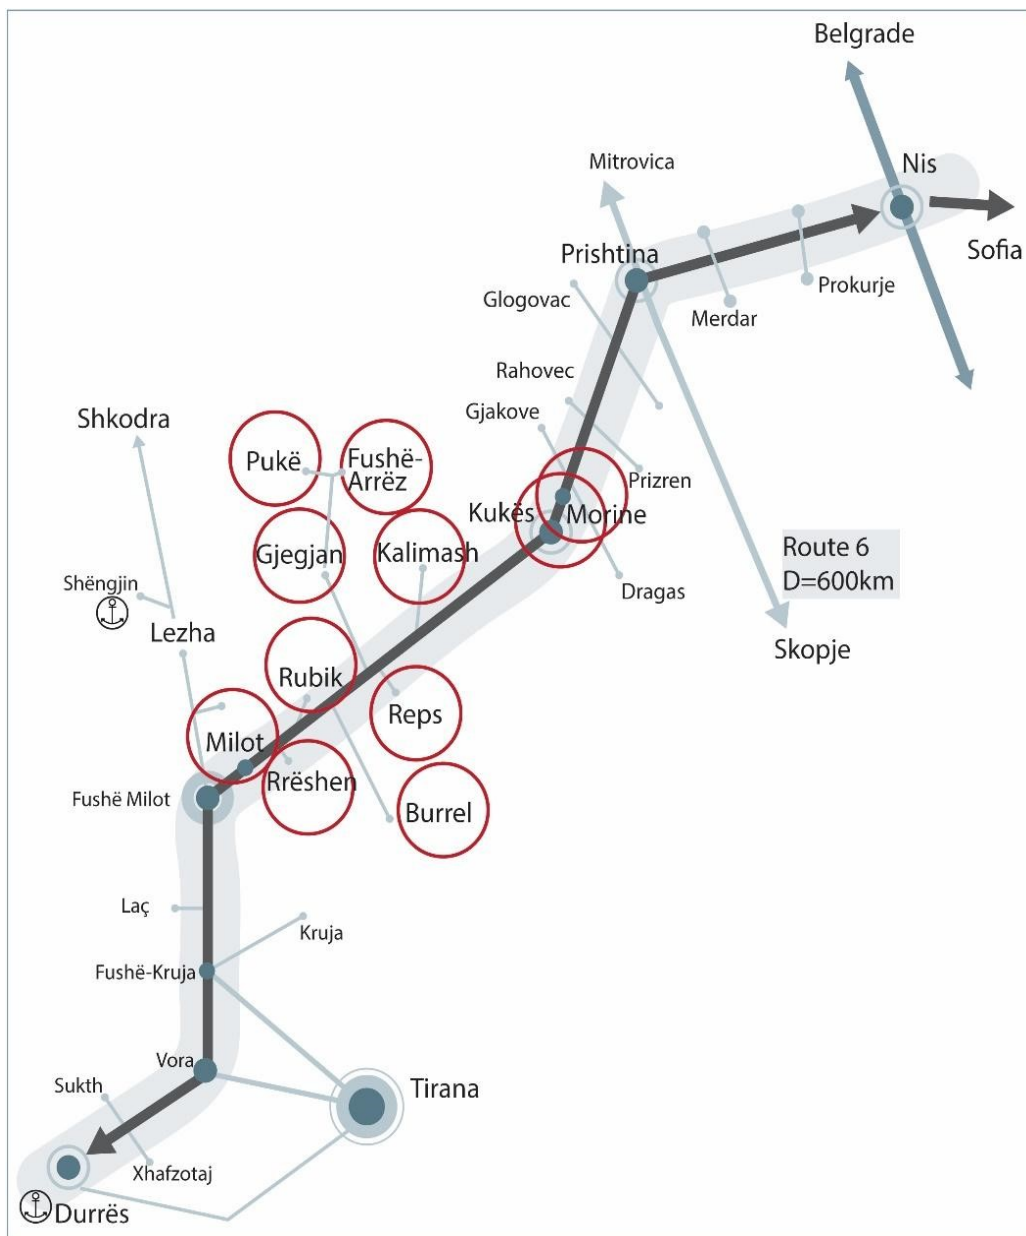 Belgrade
Nis
Mitrovica
Sofia
Prishtina
Prokurje
Glogovac
Merdar
Rahovec
Gjakove
Shkodra
Pukë
Fushë-
Arrëz
Prizren
Kukës
Morine
Gjegjan
Kalimash
Route 6
D=600km
Shëngjin
Dragas
Lezha
Skopje
Rubik
Reps
Milot
Rrëshen
Fushë Milot
Burrel
Laç
Kruja
Fushë-Kruja
Vora
Sukth
Tirana
Xhafzotaj
Durrës